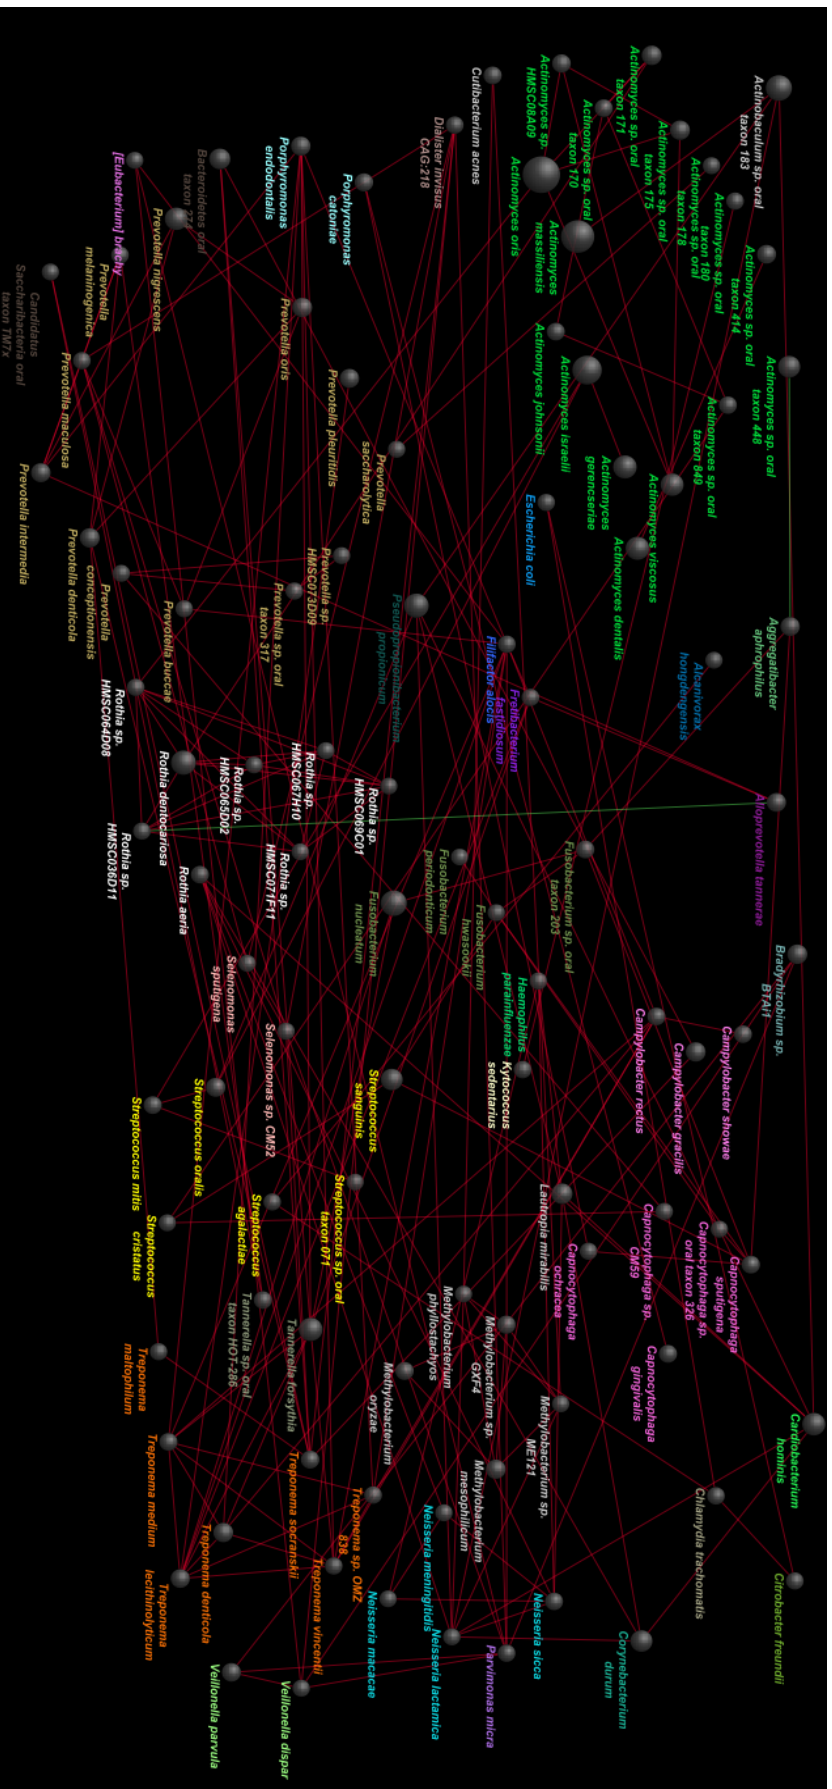 Actinobaculum sp. oral
taxon 183
Actinomyces sp. oral
taxon 171
Actinomyces sp.
HMSC08A09
Cutibacterium acnes
Actinomyces sp. oral
taxon 170
Actinomyces sp. oral
taxon 175
Actinomyces sp. oral
taxon 178
Actinomyces sp. oral
taxon 180
Actinomyces sp. oral
taxon 414
Actinomyces sp. oral
taxon 448
Dialister invisus
CAG:218
Actinomyces oris
Actinomyces
massiliensis
Porphyromonas
endodontalis
Porphyromonas
catoniae
Bacteroidetes oral
taxon 274
[Eubacterium] brachy
Prevotella nigrescens
Prevotella
melaninogenica
Candidatus
Saccharibacteria oral
taxon TM7x
Prevotella oris
Prevotella maculosa
Prevotella pleuritidis
Prevotella
saccharolytica
Actinomyces johnsonii
Actinomyces israelii
Actinomyces
gerencseriae
Actinomyces sp. oral
taxon 849
Actinomyces viscosus
Actinomyces dentalis
Escherichia coli
Prevotella intermedia
Prevotella denticola
Prevotella
conceptionensis
Prevotella buccae
Prevotella sp. oral
taxon 317
Prevotella sp.
HMSC073D09
Pseudopropionibacterium
propionicum
Filifactor alocis
Fretibacterium
fastidiosum
Alcanivorax
hongdengensis
Aggregatibacter
aphrophilus
Rothia sp.
HMSC064D08
Rothia dentocariosa
Rothia sp.
HMSC065D02
Rothia sp.
HMSC067H10
Rothia sp.
HMSC069C01
Alloprevotella tannerae
Rothia sp.
HMSC036D11
Rothia aeria
Rothia sp.
HMSC071F11
Fusobacterium
nucleatum
Fusobacterium
periodonticum
Fusobacterium
hwasookii
Fusobacterium sp. oral
taxon 203
Bradyrhizobium sp.
BTAi1
Selenomonas
sputigena
Selenomonas sp. CM52
Haemophilus
parainfluenzae
Kytococcus
sedentarius
Campylobacter rectus
Campylobacter gracilis
Campylobacter showae
Streptococcus
sanguinis
Streptococcus oralis
Streptococcus mitis
Streptococcus
cristatus
Streptococcus
agalactiae
Streptococcus sp. oral
taxon 071
Lautropia mirabilis
Capnocytophaga
ochracea
Capnocytophaga sp.
CM59
Capnocytophaga sp.
oral taxon 326
Capnocytophaga
sputigena
Capnocytophaga
gingivalis
Tannerella sp. oral
taxon HOT-286
Tannerella forsythia
Methylobacterium
phyllostachyos
Methylobacterium sp.
GXF4
Methylobacterium
oryzae
Methylobacterium sp.
ME121
Methylobacterium
mesophilicum
Cardiobacterium
hominis
Chlamydia trachomatis
Citrobacter freundii
Treponema
maltophilum
Treponema medium
Treponema socranskii
Treponema sp. OMZ
838
Treponema denticola
Treponema vincentii
Treponema
lecithinolyticum
Neisseria meningitidis
Neisseria macacae
Neisseria lactamica
Neisseria sicca
Parvimonas micra
Corynebacterium
durum
Veillonella parvula
Veillonella dispar